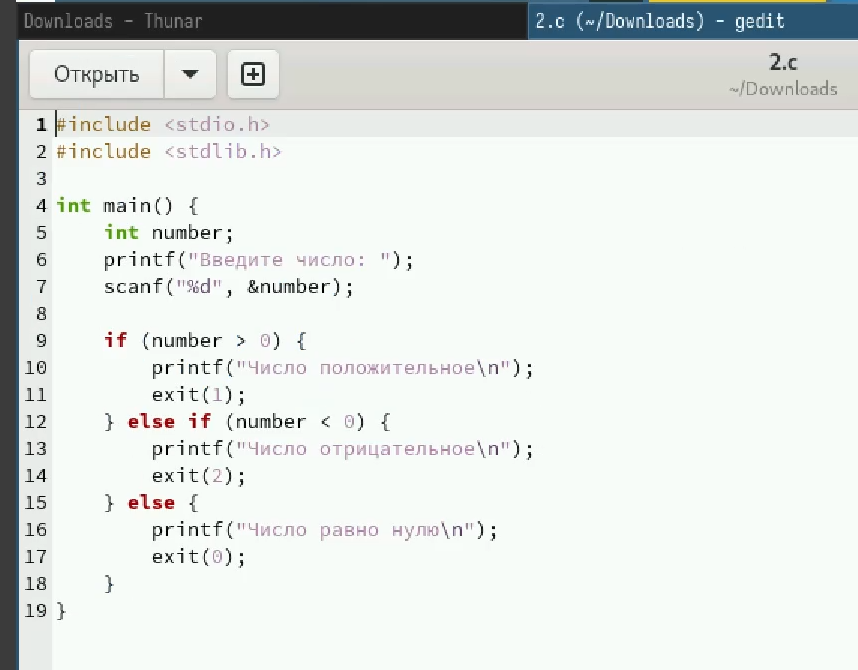 Downloads - Thunar
2.c (~/Downloads) - gedit
Открыть
2.c
~/Downloads
1 #include <stdio.h>
2 #include <stdlib.h>
3
4 int main() {
5     int number;
6     printf("Введите число: ");
7     scanf("%d", &number);
8
9     if (number > 0) {
10         printf("Число положительное\n");
11         exit(1);
12     } else if (number < 0) {
13         printf("Число отрицательное\n");
14         exit(2);
15     } else {
16         printf("Число равно нулю\n");
17         exit(0);
18     }
19 }